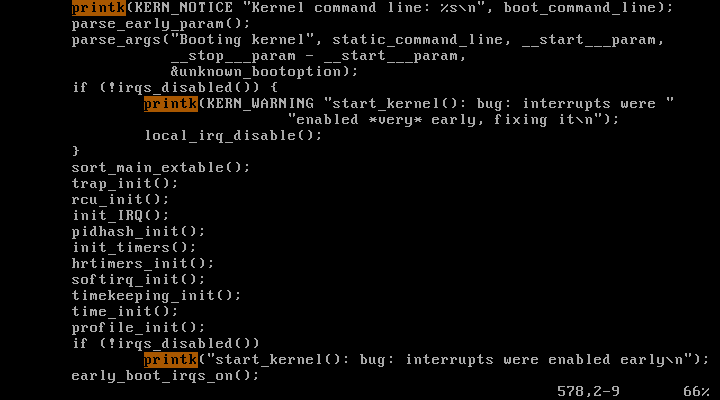 printk(KERN_NOTICE "Kernel command line: %s\n", boot_command_line);
parse_early_param();
parse_args("Booting kernel", static_command_line, __start___param,
__stop___param - __start___param,
&unknown_bootoption);
if (!irqs_disabled()) {
printk(KERN_WARNING "start_kernel(): bug: interrupts were "
"enabled *very* early, fixing it\n");
local_irq_disable();
}
sort_main_extable();
trap_init();
rcu_init();
init_IRQ();
pidhash_init();
init_timers();
hrtimers_init();
softirq_init();
timekeeping_init();
time_init();
profile_init();
if (!irqs_disabled())
printk("start_kernel(): bug: interrupts were enabled early\n");
early_boot_irqs_on();
578,2-9 66%